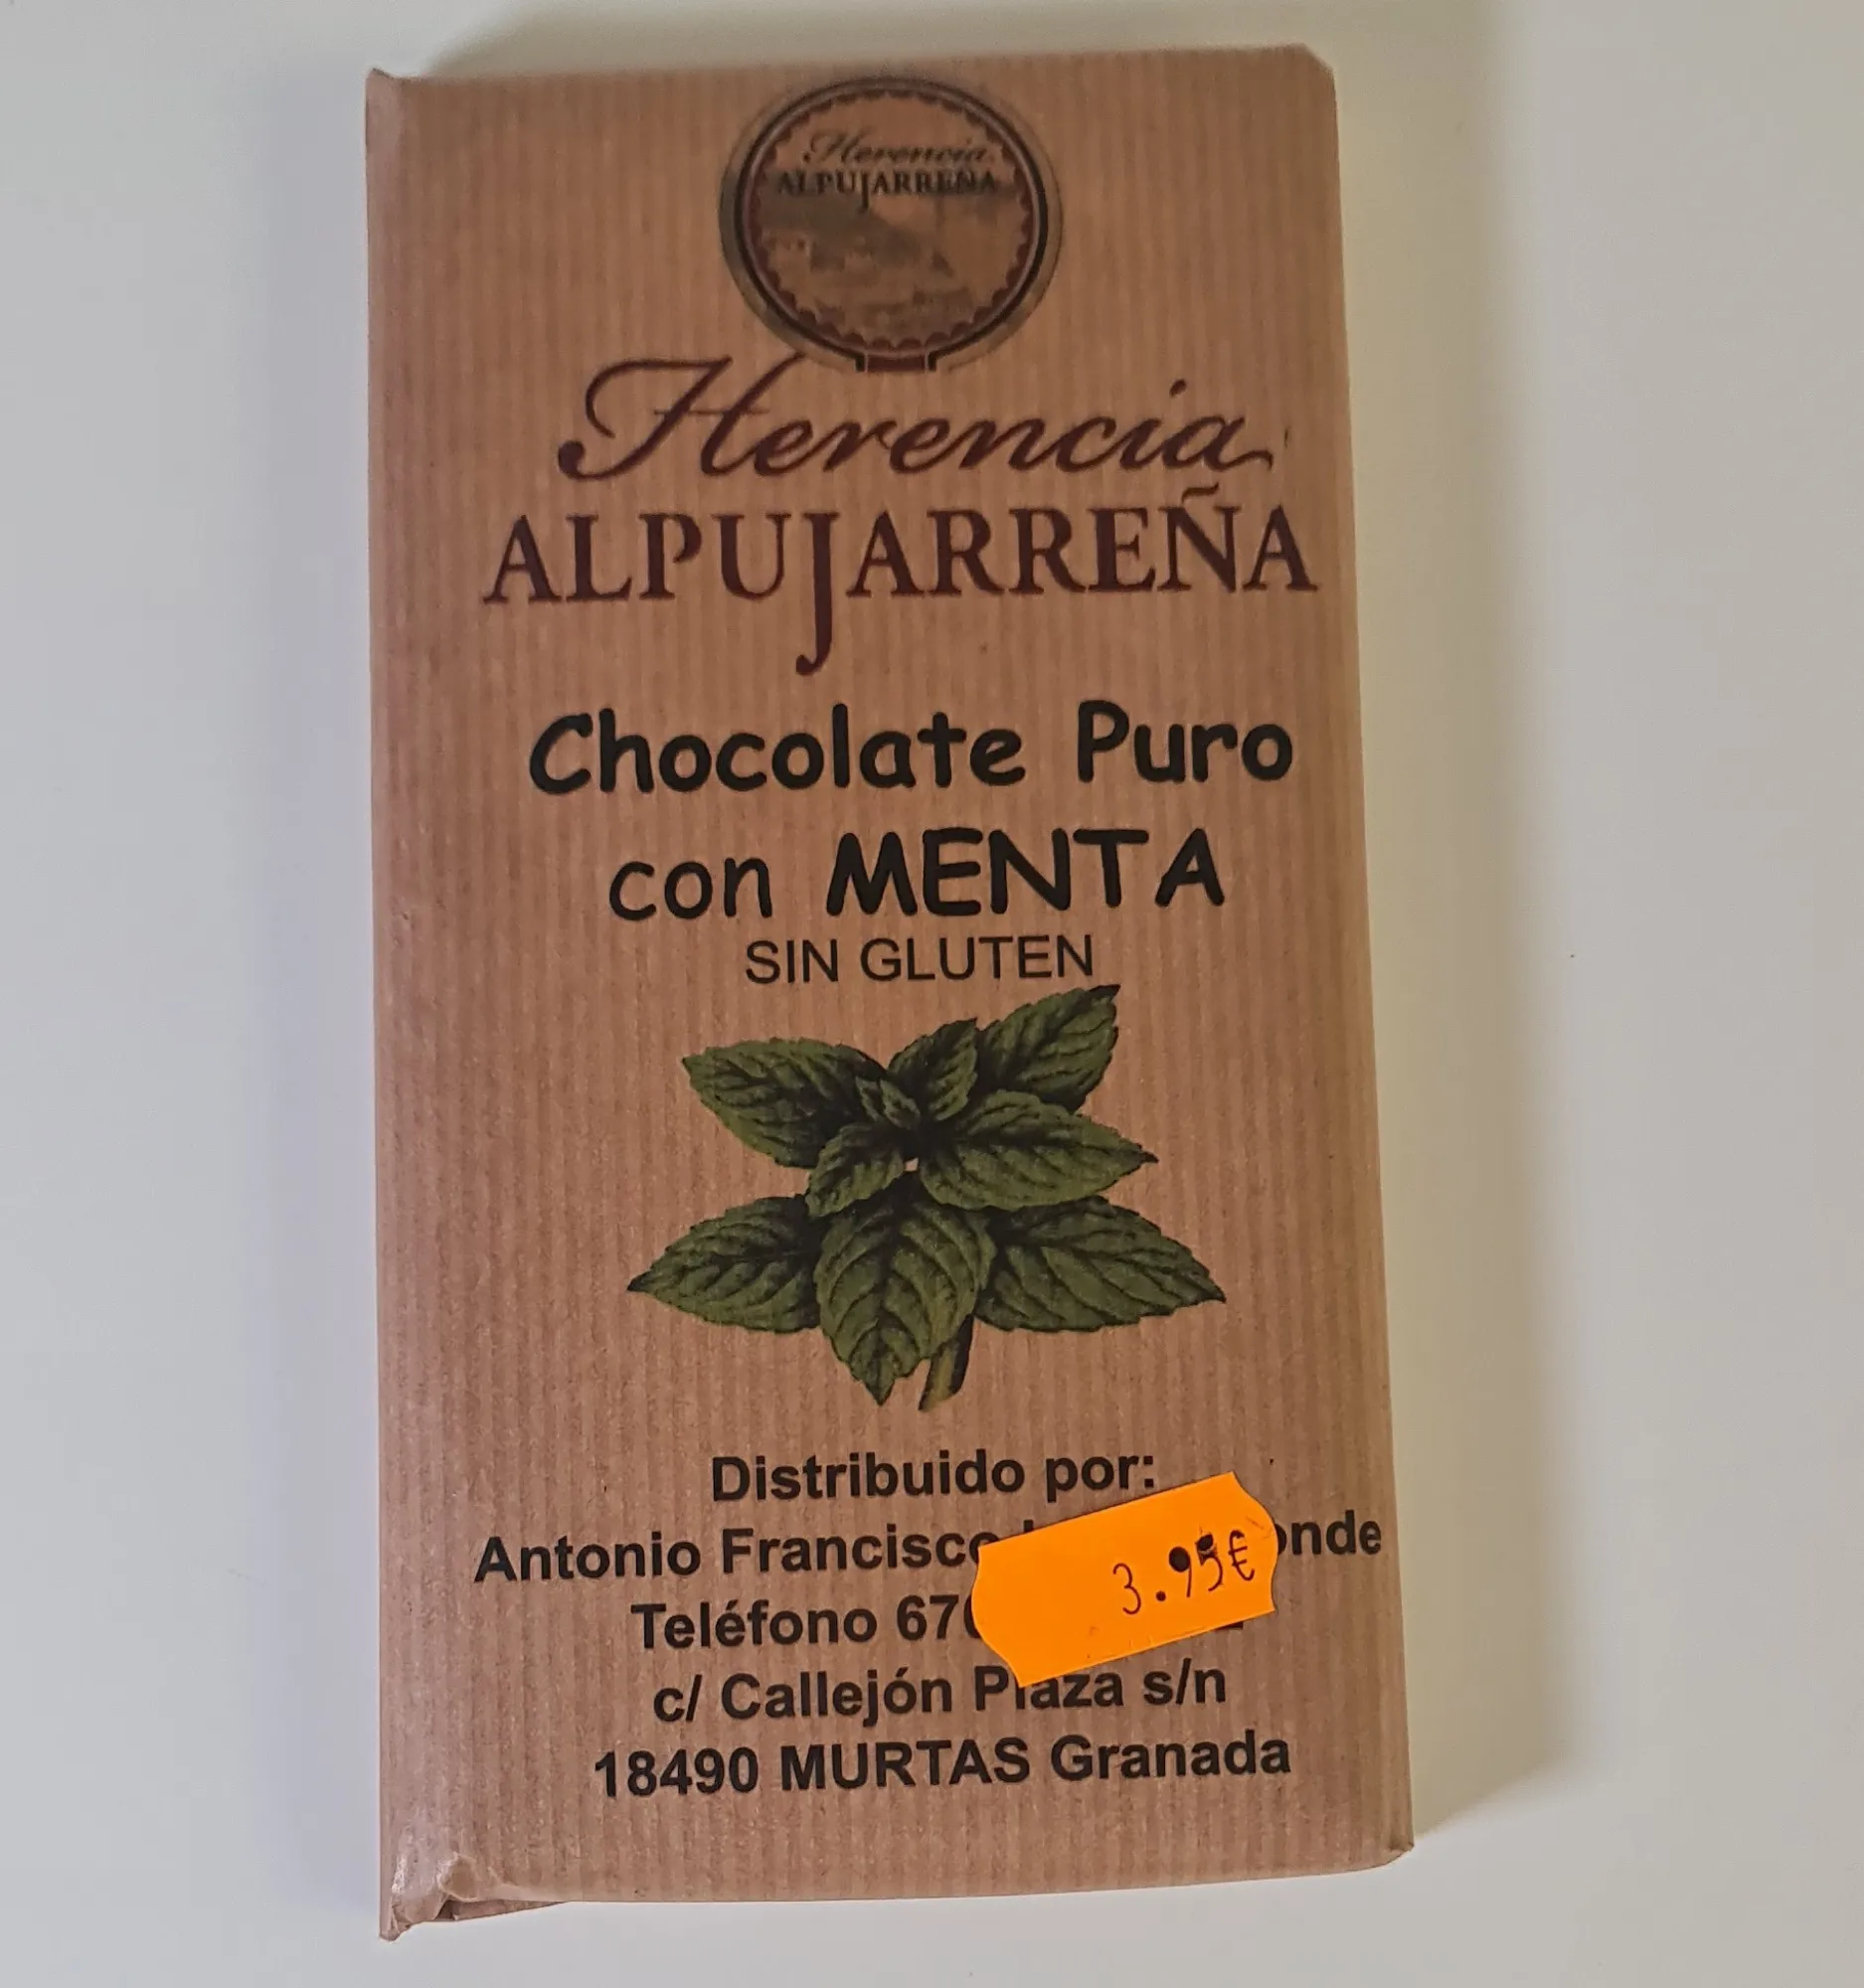 Herencia
ALPUJARREÑA
Herencia
ALPUJARREÑA
Chocolate Puro
con MENTA
SIN GLUTEN
Distribuido por:
Antonio Francisco
3.95€
Teléfono
c/ Callejón Plaza s/n
18490 MURTAS Granada